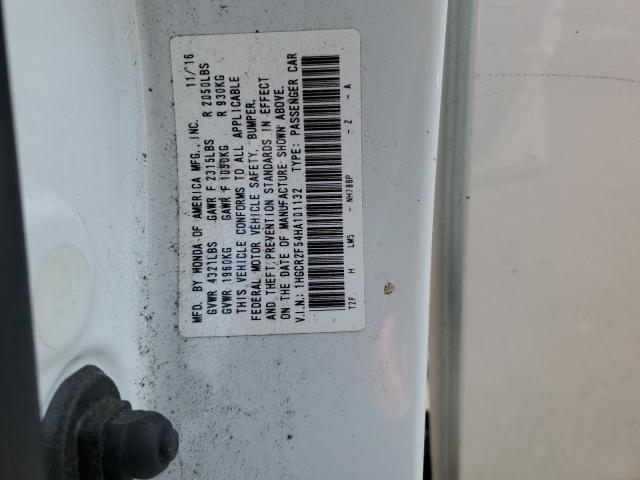 MFD. BY HONDA OF AMERICA MFG., INC. 11/'16
GVWR 4321LBS GAWR F 2315LBS R 2050LBS
GVWR 1960KG GAWR F 1050KG R 930KG
THIS VEHICLE CONFORMS TO ALL APPLICABLE
FEDERAL MOTOR VEHICLE SAFETY, BUMPER,
AND THEFT PREVENTION STANDARDS IN EFFECT
ON THE DATE OF MANUFACTURE SHOWN ABOVE.
V.I.N.: 1HGCR2F54HA101132 TYPE: PASSENGER CAR
T2F H LM5 - NH788P - Z - A